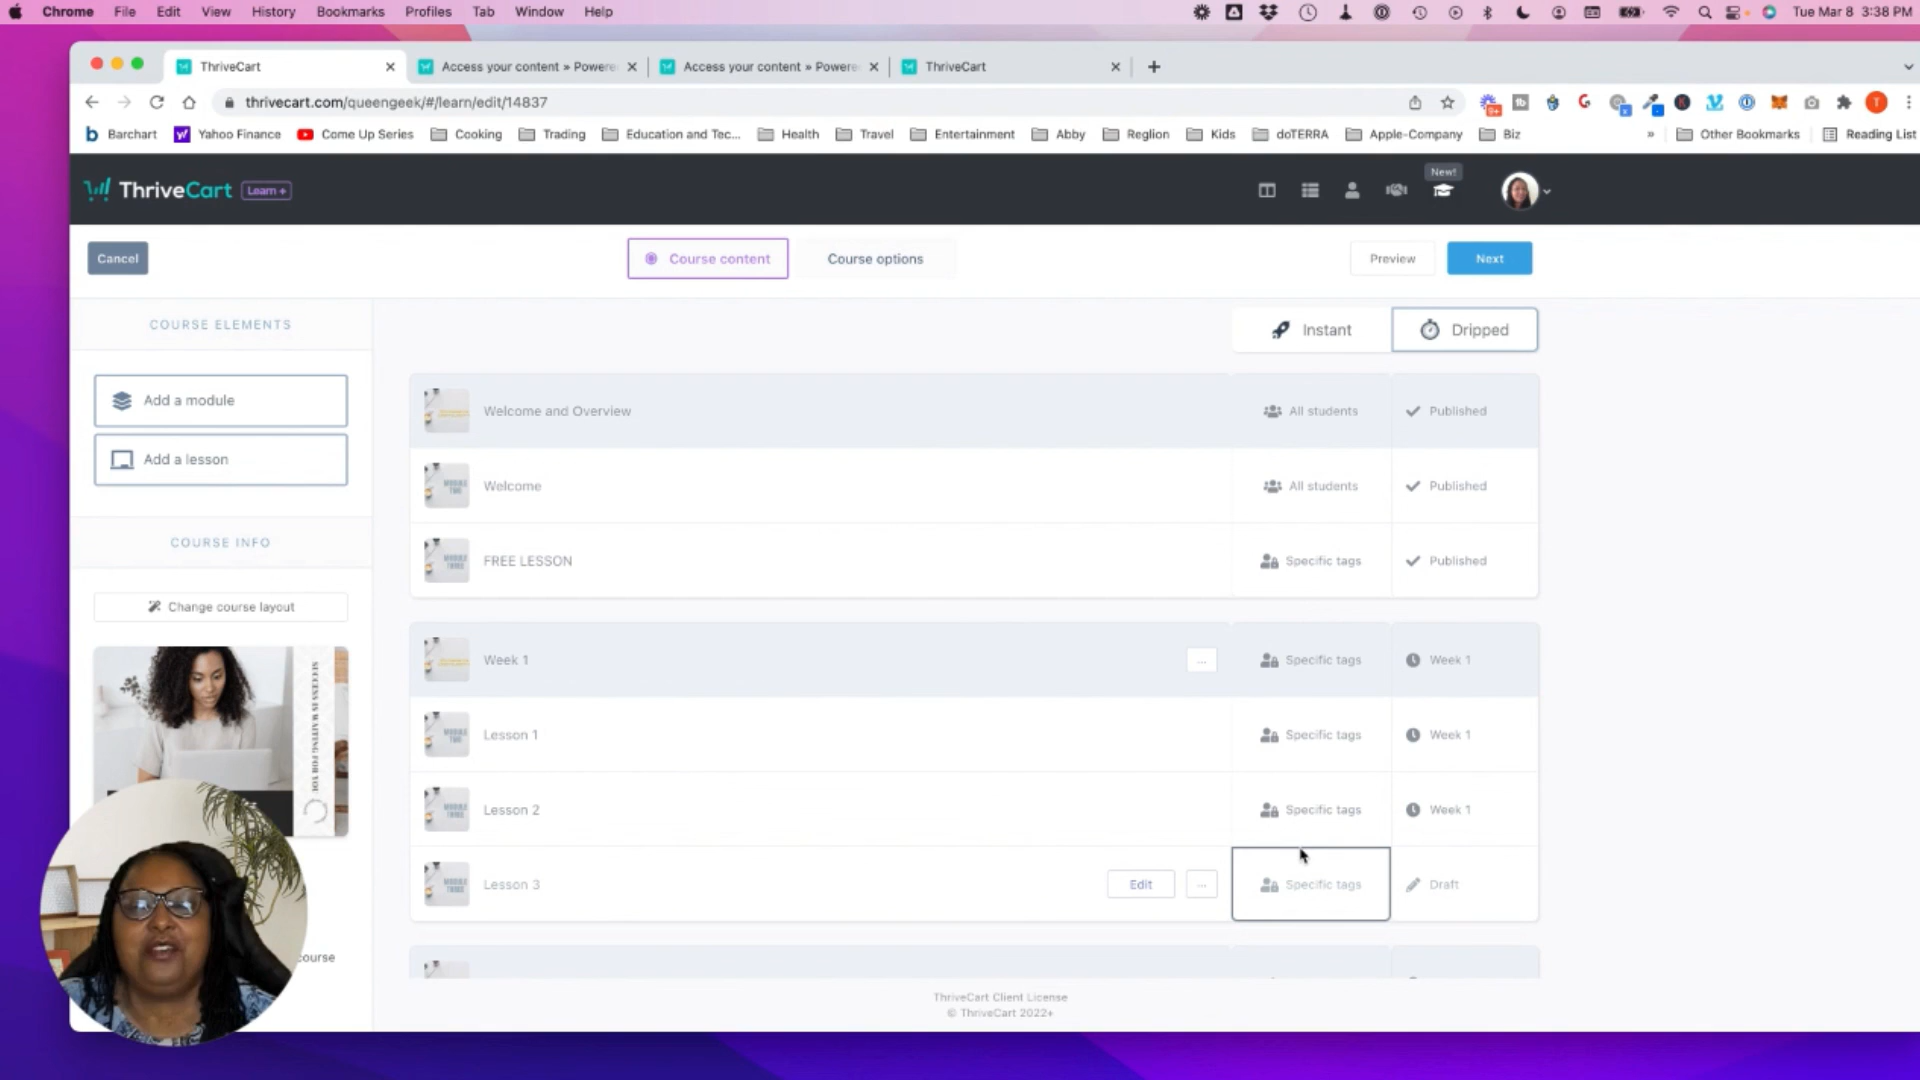 Chrome File Edit View History Bookmarks Profiles Tab Window Help Tue Mar 8 3:38 PM
ThriveCart Access your content » Powere Access your content » Powere ThriveCart
thrivecart.com/queengeek/#/learn/edit/14837
Barchart Yahoo Finance Come Up Series Cooking Trading Education and Tec... Health Travel Entertainment Abby Reglion Kids doTERRA Apple-Company Biz » Other Bookmarks Reading List
New!
ThriveCart Learn +
Cancel Course content Course options Preview Next
COURSE ELEMENTS
Instant Dripped
Add a module
Welcome and Overview All students Published
Add a lesson
Welcome All students Published
COURSE INFO
FREE LESSON Specific tags Published
Change course layout
Week 1 ... Specific tags Week 1
SUCCESS IS WAITING FOR YOU
Lesson 1 Specific tags Week 1
Lesson 2 Specific tags Week 1
Lesson 3 Edit ... Specific tags Draft
course
ThriveCart Client License
© ThriveCart 2022+